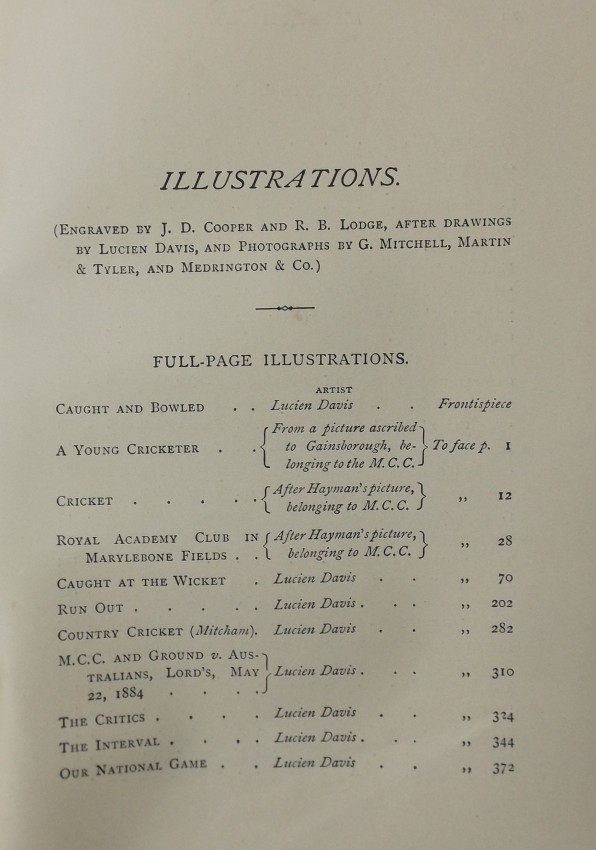 ILLUSTRATIONS.
(Engraved by J. D. Cooper and R. B. Lodge, after drawings
by Lucien Davis, and Photographs by G. Mitchell, Martin
& Tyler, and Medrington & Co.)
FULL-PAGE ILLUSTRATIONS.
ARTIST
Caught and Bowled . . Lucien Davis . . Frontispiece
A Young Cricketer . . { From a picture ascribed to Gainsborough, be-longing to the M.C.C. } To face p. 1
Cricket . . . . . { After Hayman's picture, belonging to M.C.C. } ,, 12
Royal Academy Club in
Marylebone Fields . . { After Hayman's picture, belonging to M.C.C. } ,, 28
Caught at the Wicket . Lucien Davis . . ,, 70
Run Out . . . . . Lucien Davis . . . ,, 202
Country Cricket (Mitcham). Lucien Davis . . ,, 282
M.C.C. and Ground v. Aus-
tralians, Lord's, May
22, 1884 . . . . } Lucien Davis . . . ,, 310
The Critics . . . . Lucien Davis . . ,, 324
The Interval . . . . Lucien Davis . . . ,, 344
Our National Game . . Lucien Davis . . ,, 372